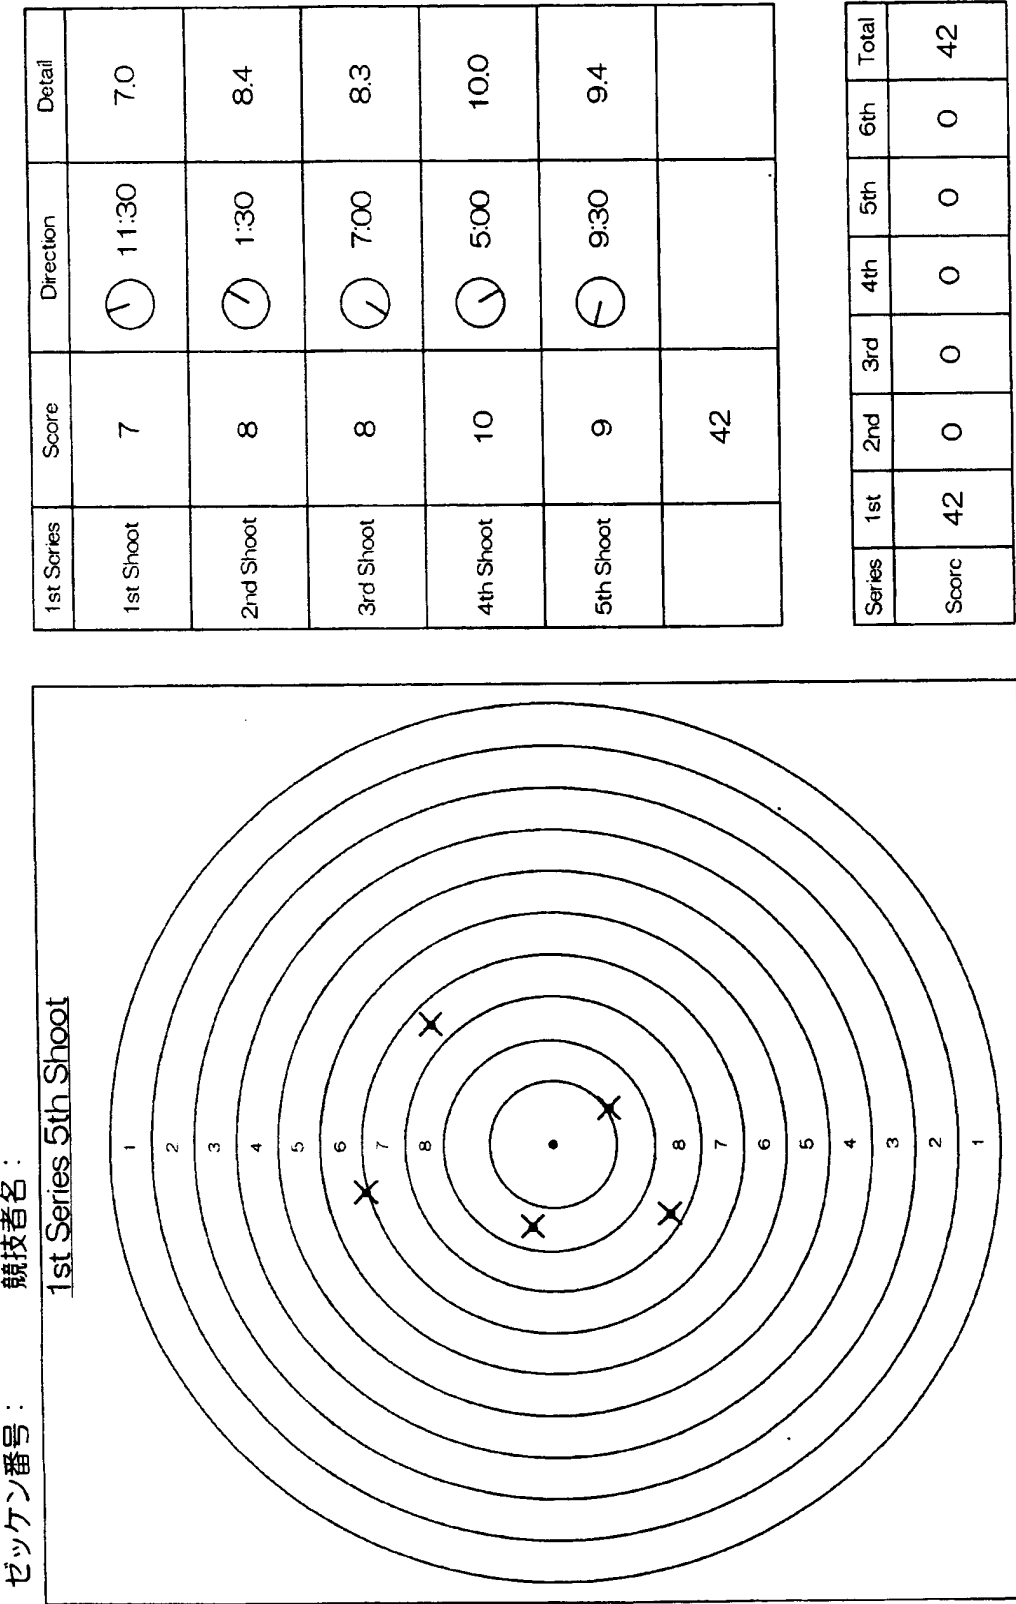 ゼッケン番号： 競技者名：
1st Series 5th Shoot
1
2
3
4
5
6
7
8
8
7
6
5
4
3
2
1
1st Series Score Direction Detail
1st Shoot 7 11:30 7.0
2nd Shoot 8 1:30 8.4
3rd Shoot 8 7:00 8.3
4th Shoot 10 5:00 10.0
5th Shoot 9 9:30 9.4
42
Series 1st 2nd 3rd 4th 5th 6th Total
Score 42 0 0 0 0 0 42